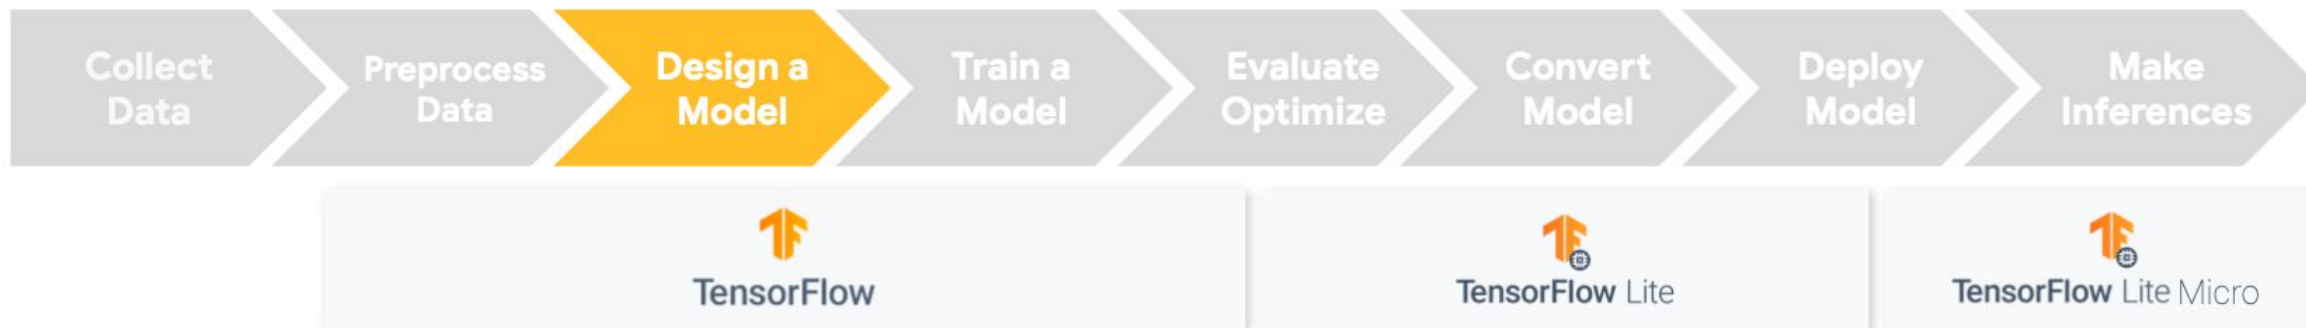 Collect
Data
Preprocess
Data
Design a
Model
Train a
Model
Evaluate
Optimize
Convert
Model
Deploy
Model
Make
Inferences
TensorFlow
TensorFlow Lite
TensorFlow Lite Micro